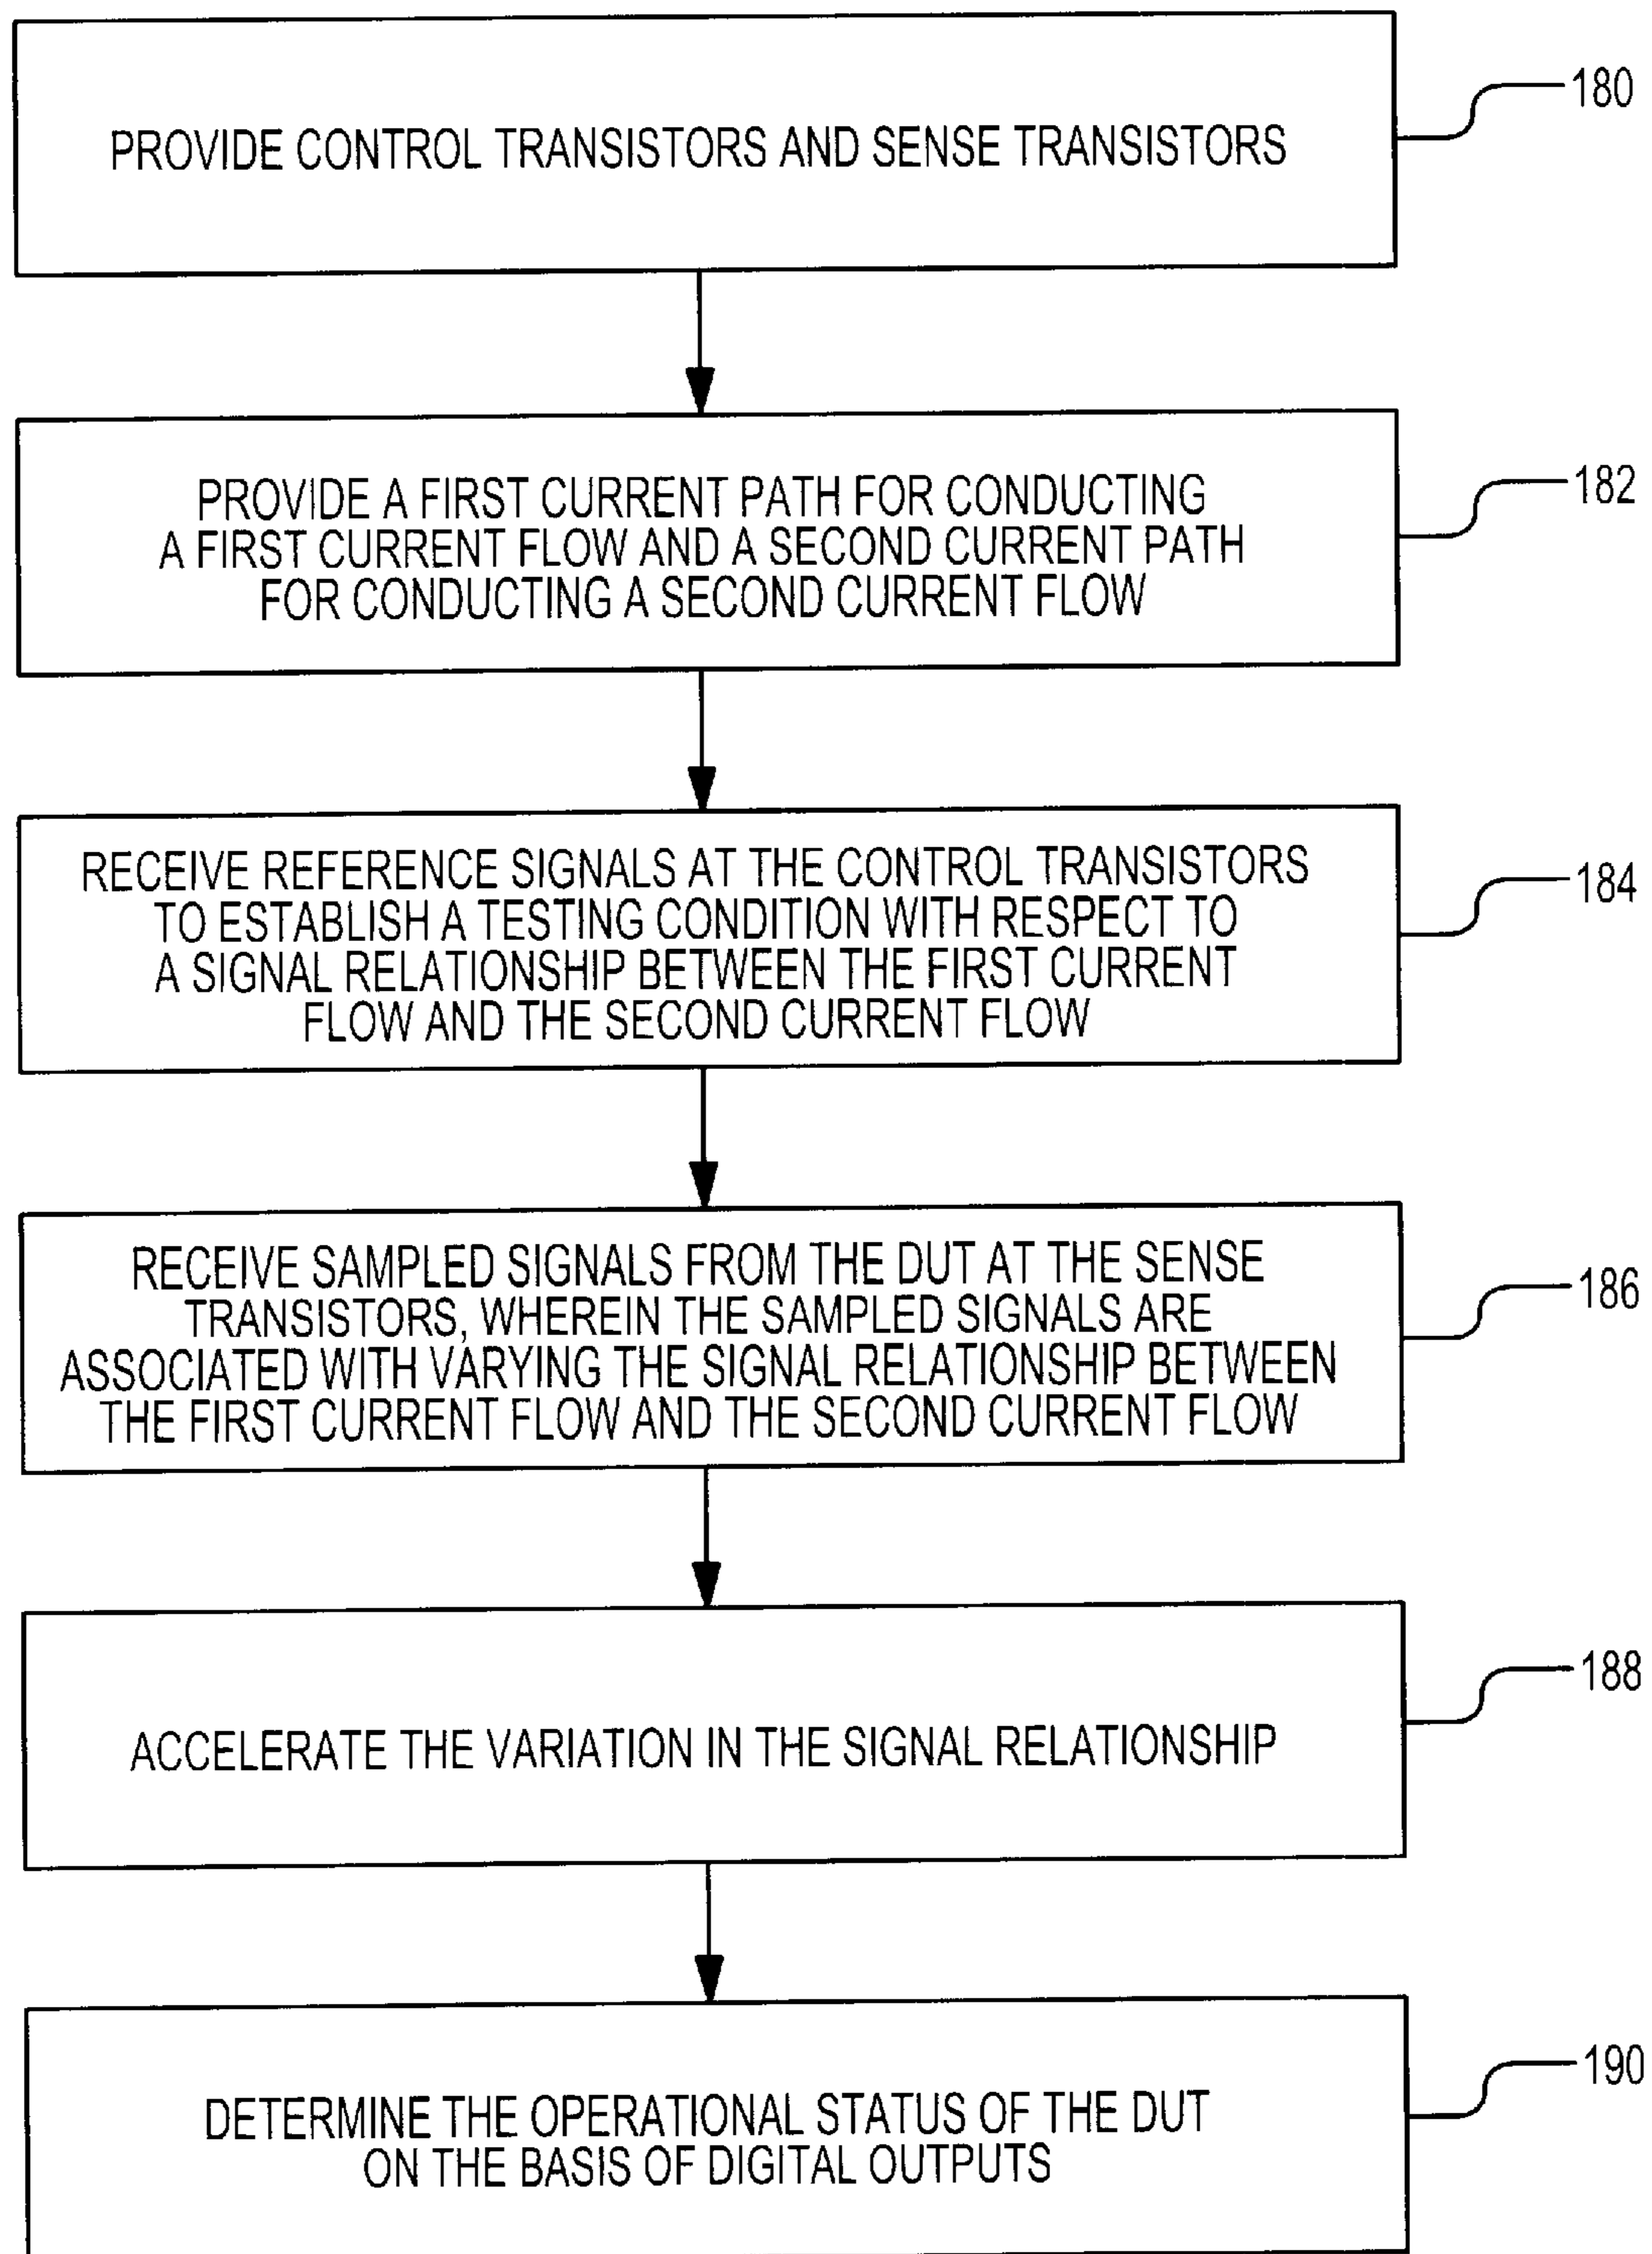 PROVIDE CONTROL TRANSISTORS AND SENSE TRANSISTORS
180
PROVIDE A FIRST CURRENT PATH FOR CONDUCTING
A FIRST CURRENT FLOW AND A SECOND CURRENT PATH
FOR CONDUCTING A SECOND CURRENT FLOW
182
RECEIVE REFERENCE SIGNALS AT THE CONTROL TRANSISTORS
TO ESTABLISH A TESTING CONDITION WITH RESPECT TO
A SIGNAL RELATIONSHIP BETWEEN THE FIRST CURRENT
FLOW AND THE SECOND CURRENT FLOW
184
RECEIVE SAMPLED SIGNALS FROM THE DUT AT THE SENSE
TRANSISTORS, WHEREIN THE SAMPLED SIGNALS ARE
ASSOCIATED WITH VARYING THE SIGNAL RELATIONSHIP BETWEEN
THE FIRST CURRENT FLOW AND THE SECOND CURRENT FLOW
186
ACCELERATE THE VARIATION IN THE SIGNAL RELATIONSHIP
188
DETERMINE THE OPERATIONAL STATUS OF THE DUT
ON THE BASIS OF DIGITAL OUTPUTS
190